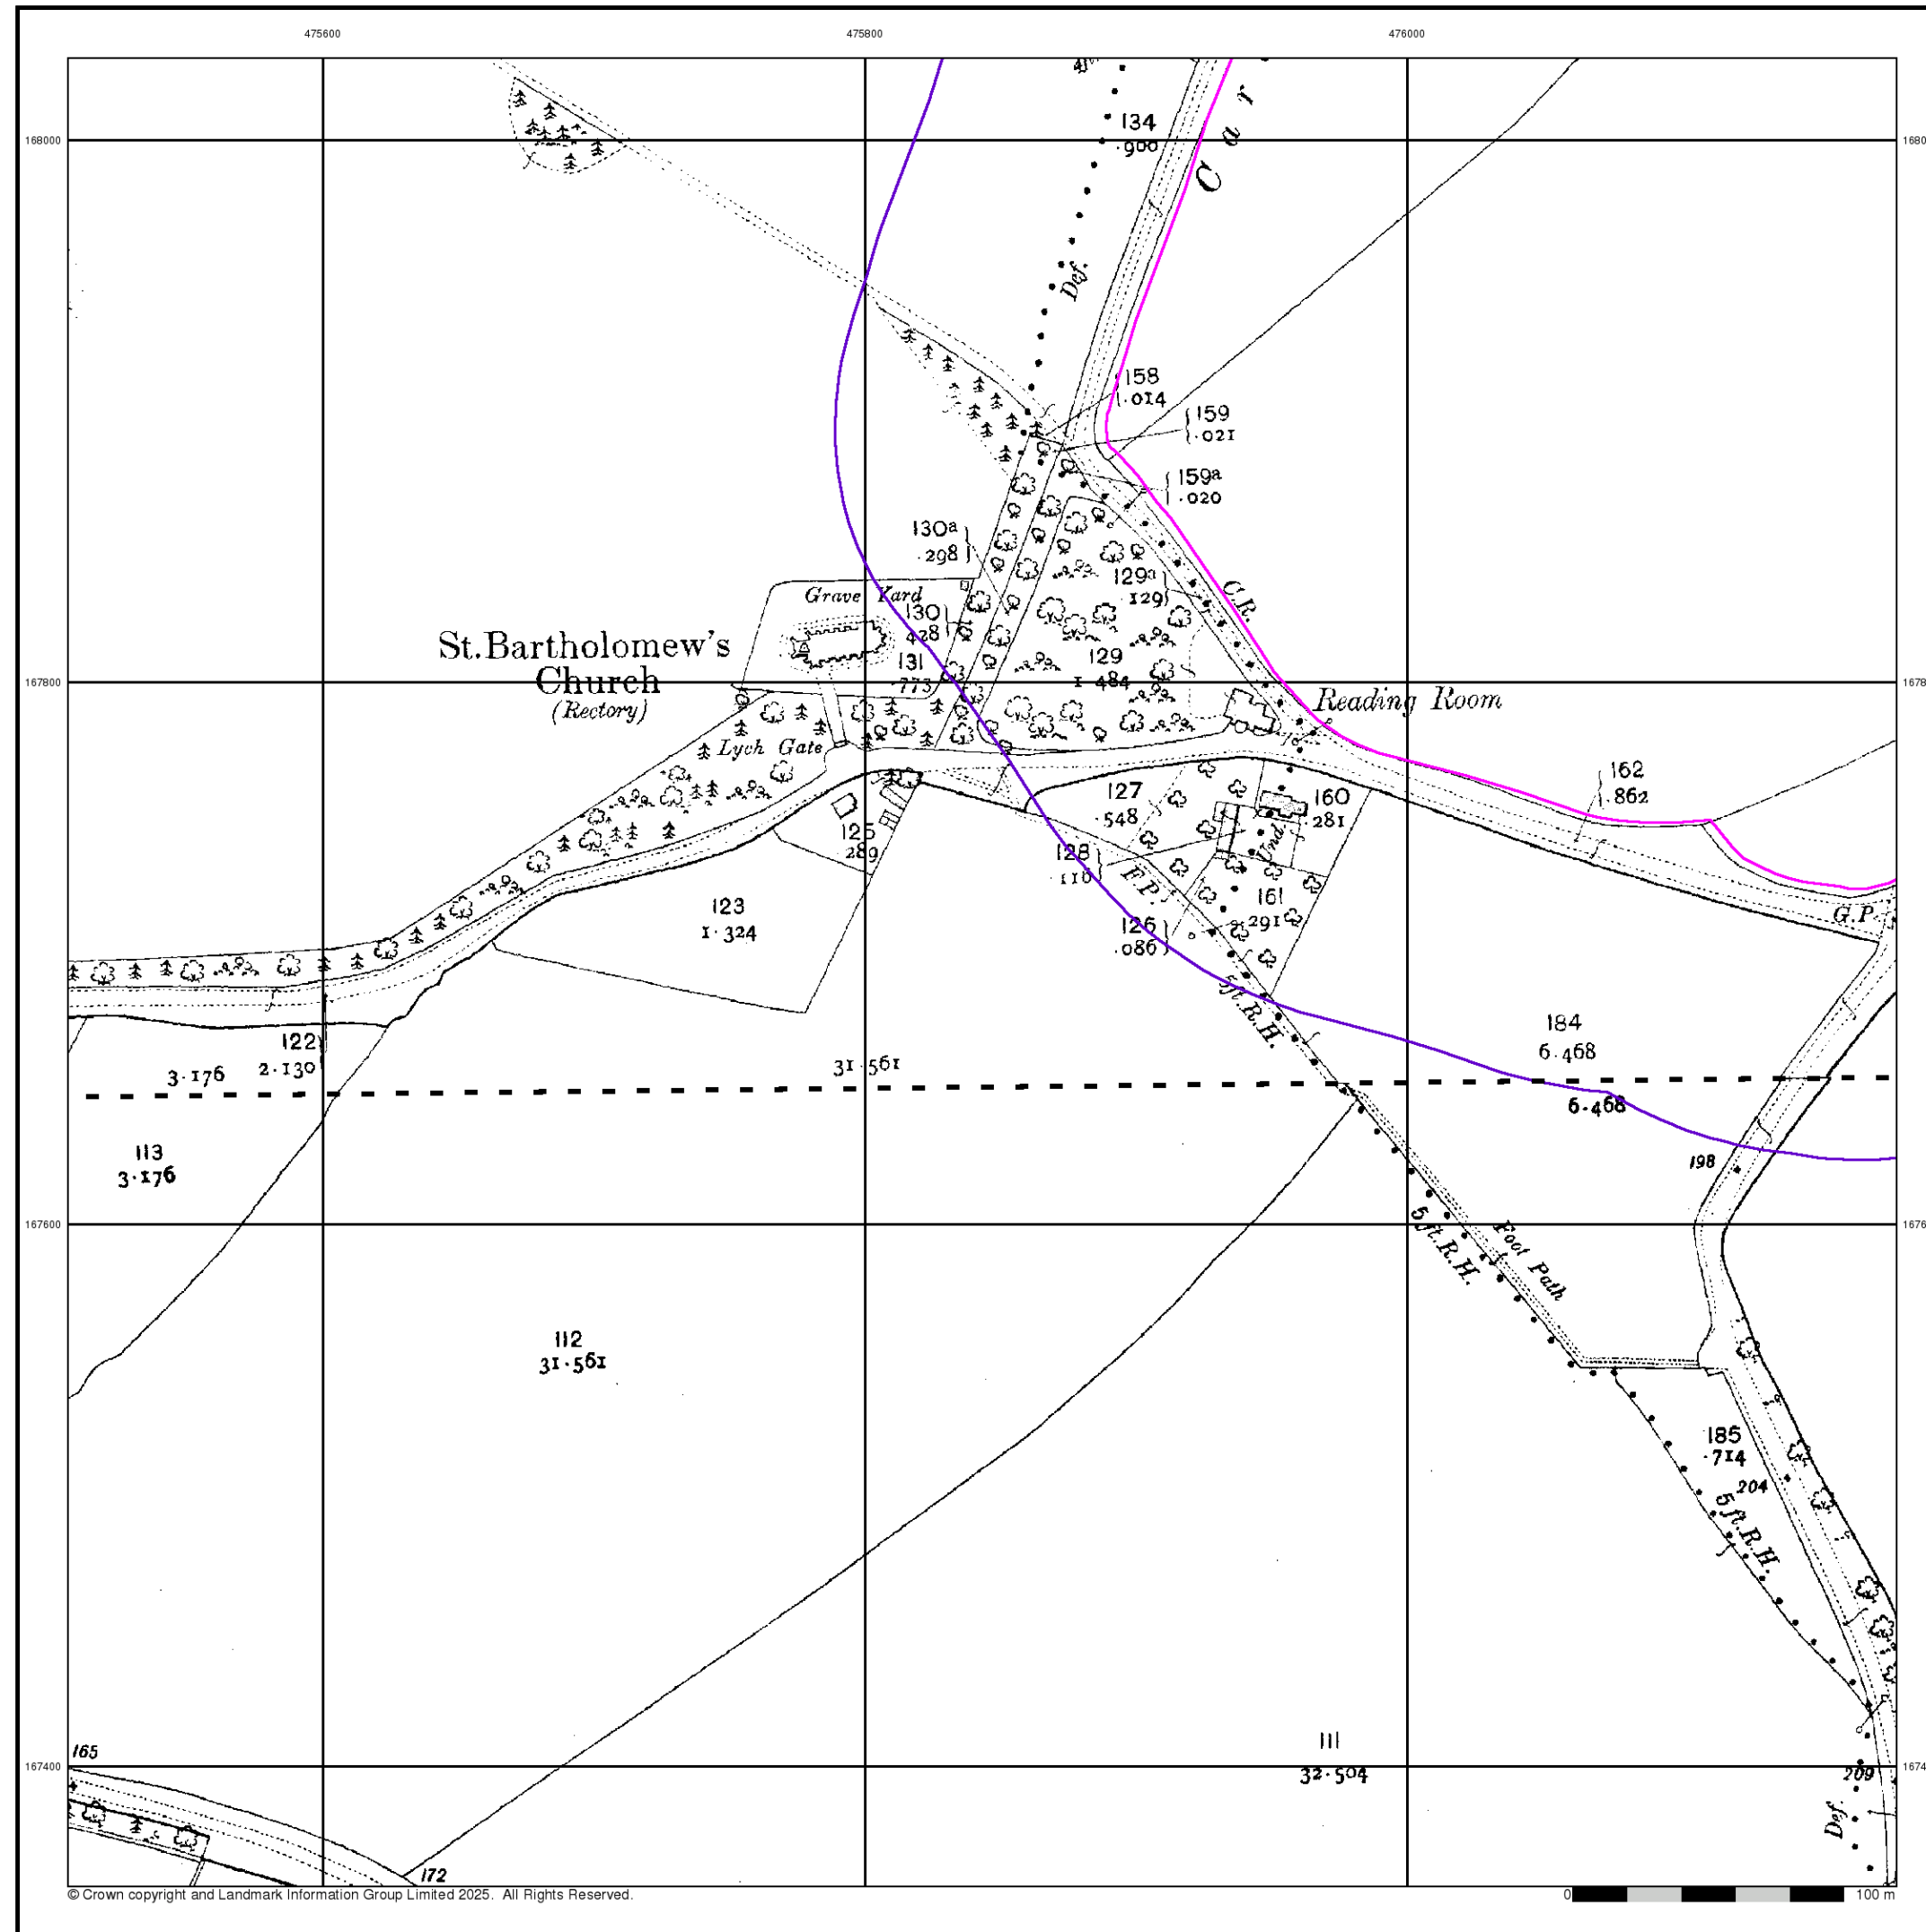 475600
475800
476000
168000
134
.900
Car
Def.
158
.014
159
.021
159a
.020
130a
.298
129a
.129
C.R.
Grave Yard
130
.428
St. Bartholomew's
Church
(Rectory)
131
.773
129
1.484
167800
Reading Room
Lych Gate
127
.548
160
.281
162
.862
125
.289
128
.110
Und.
F.P.
161
.291
126
.086
123
1.324
G.P.
5ft.R.H.
184
6.468
122
2.130
3.176
31.561
6.468
113
3.176
198
167600
5 ft.R.H.
Foot Path
112
31.561
185
.714
204
5ft.R.H.
111
32.504
165
167400
209
Def.
172
© Crown copyright and Landmark Information Group Limited 2025. All Rights Reserved.
0 100 m